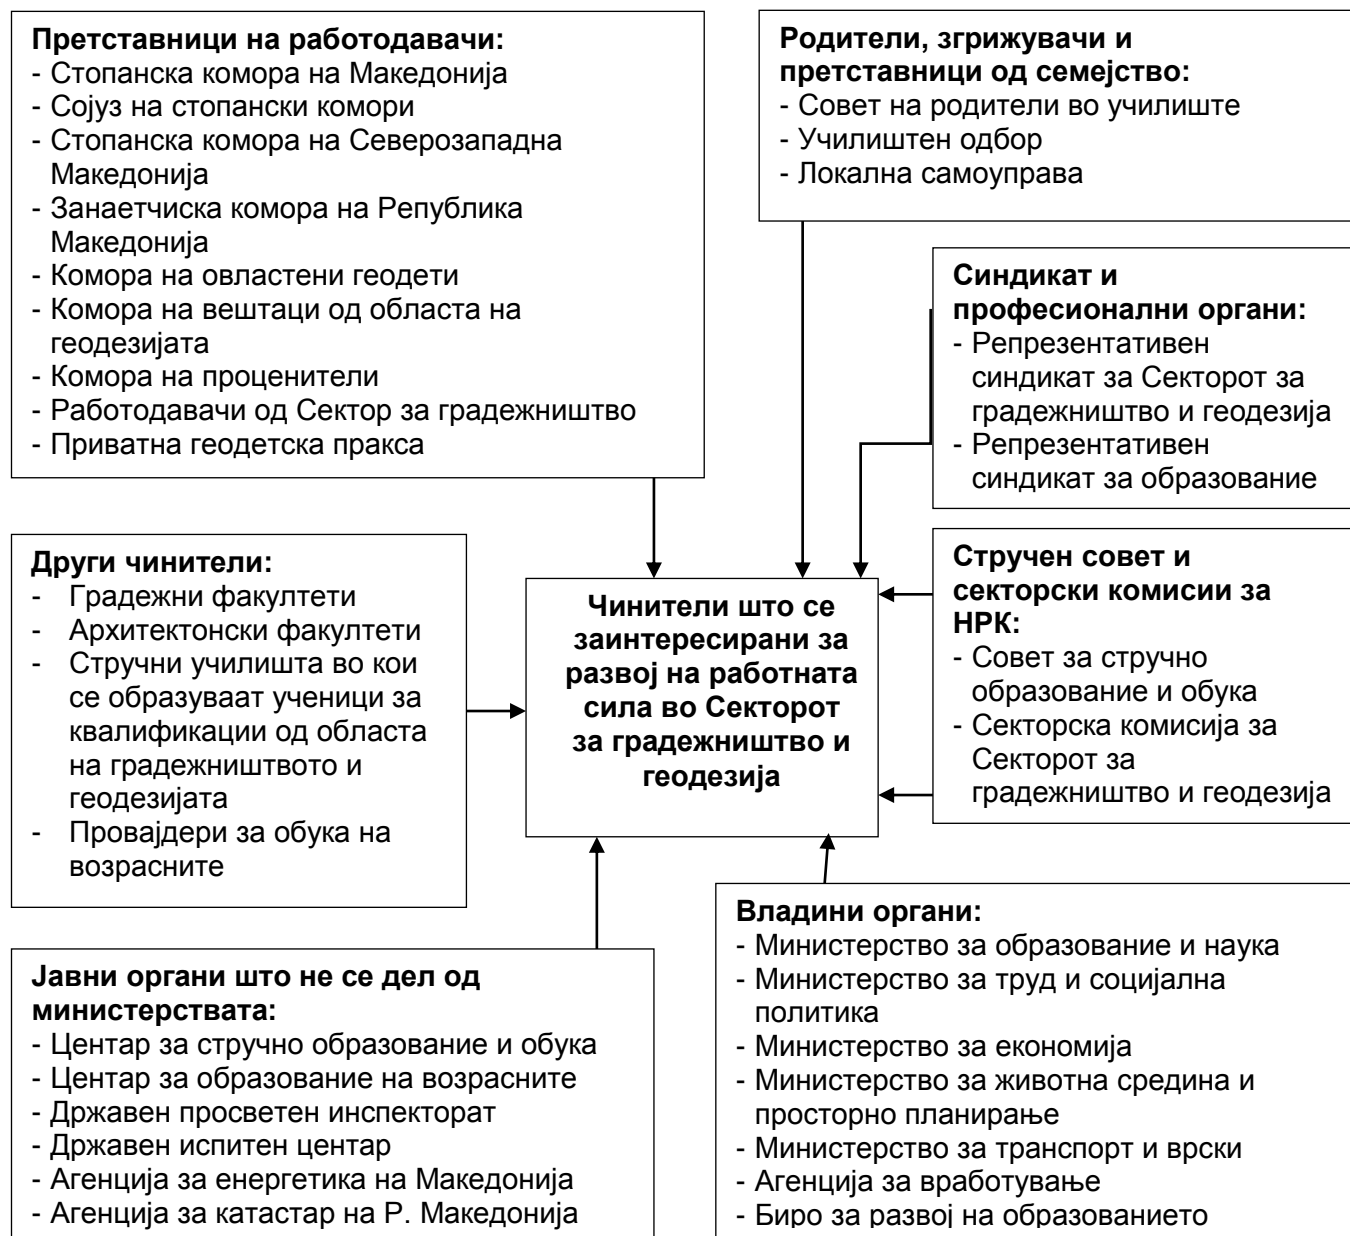 Претставници на работодавачи:
- Стопанска комора на Македонија
- Сојуз на стопански комори
- Стопанска комора на Северозападна
Македонија
- Занаетчиска комора на Република
Македонија
- Комора на овластени геодети
- Комора на вештаци од областа на
геодезијата
- Комора на проценители
- Работодавачи од Сектор за градежништво
- Приватна геодетска пракса
Родители, згрижувачи и
претставници од семејство:
- Совет на родители во училиште
- Училиштен одбор
- Локална самоуправа
Синдикат и
професионални органи:
- Репрезентативен
синдикат за Секторот за
градежништво и геодезија
- Репрезентативен
синдикат за образование
Други чинители:
- Градежни факултети
- Архитектонски факултети
- Стручни училишта во кои
се образуваат ученици за
квалификации од областа
на градежништвото и
геодезијата
- Провајдери за обука на
возрасните
Чинители што се
заинтересирани за
развој на работната
сила во Секторот
за градежништво и
геодезија
Стручен совет и
секторски комисии за
НРК:
- Совет за стручно
образование и обука
- Секторска комисија за
Секторот за
градежништво и геодезија
Јавни органи што не се дел од
министерствата:
- Центар за стручно образование и обука
- Центар за образование на возрасните
- Државен просветен инспекторат
- Државен испитен центар
- Агенција за енергетика на Македонија
- Агенција за катастар на Р. Македонија
Владини органи:
- Министерство за образование и наука
- Министерство за труд и социјална
политика
- Министерство за економија
- Министерство за животна средина и
просторно планирање
- Министерство за транспорт и врски
- Агенција за вработување
- Биро за развој на образованието